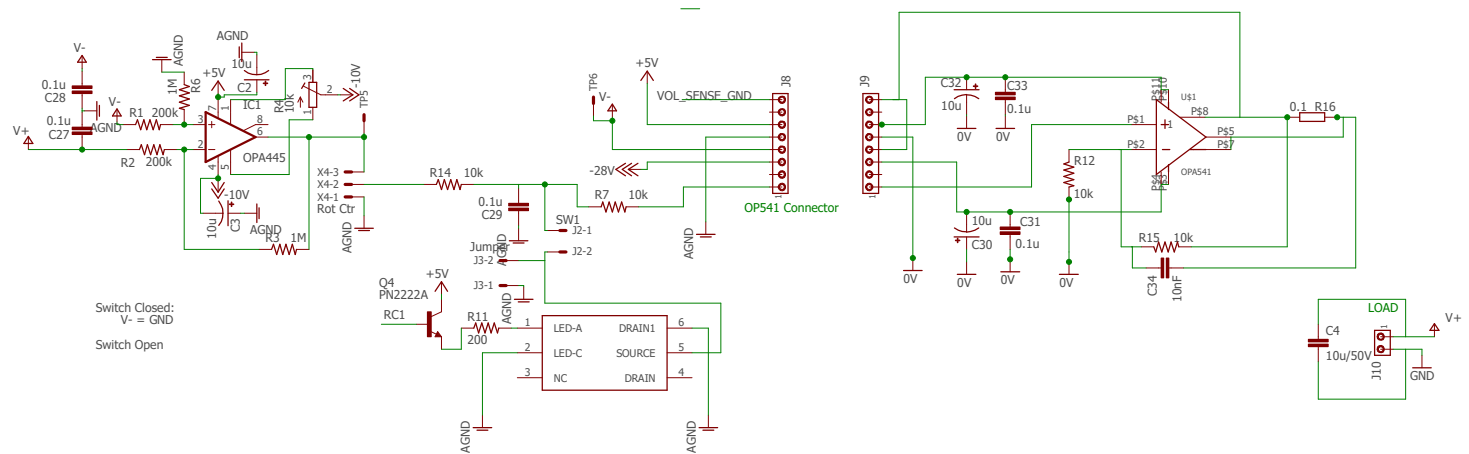 AGND
V-
0.1u
C28
0.1u
C27
AGND
V+
AGND
1M
R6
V-
R1
200k
R2
200k
+5V
10u
C2
IC1
7
1
3
2
8
6
4
5
OPA445
R4
10k
3
2
1
-10V
TP5
-10V
10u
C3
AGND
R3
1M
X4-3
X4-2
X4-1
Rot Ctr
AGND
R14
10k
0.1u
C29
AGND
SW1
J2-1
J2-2
Jumper
J3-2
J3-1
AGND
R7
10k
TP6
V-
+5V
VOL_SENSE_GND
-28V
AGND
J8
1
OP541 Connector
J9
1
0V
C32
10u
0V
C33
0.1u
0V
10u
C30
0V
C31
0.1u
0V
R12
10k
0V
P$1
P$2
P$8
P$5
P$7
U$1
OPA541
0.1
R16
R15
10k
C34
10nF
Switch Closed:
V- = GND
Switch Open
Q4
PN2222A
+5V
RC1
R11
200
1
LED-A
DRAIN1
6
2
LED-C
SOURCE
5
3
NC
DRAIN
4
AGND
AGND
LOAD
C4
10u/50V
1
J10
V+
GND